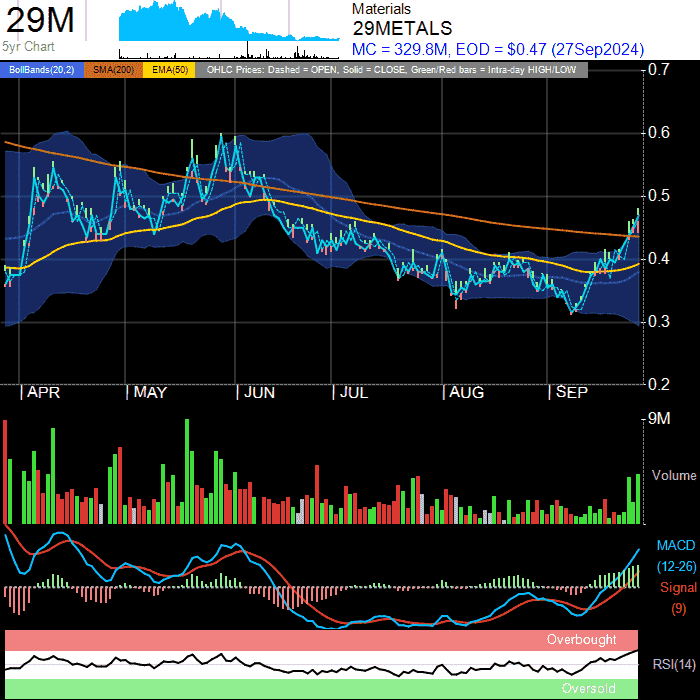 29M
5yr Chart
Materials
29METALS
MC = 329.8M, EOD = $0.47 (27Sep2024)
BollBands(20,2) SMA(200) EMA(50) OHLC Prices: Dashed = OPEN, Solid = CLOSE, Green/Red bars = Intra-day HIGH/LOW
0.7
0.6
0.5
0.4
0.3
0.2
APR MAY JUN JUL AUG SEP
9M
Volume
MACD
(12-26)
Signal
(9)
Overbought
RSI(14)
Oversold